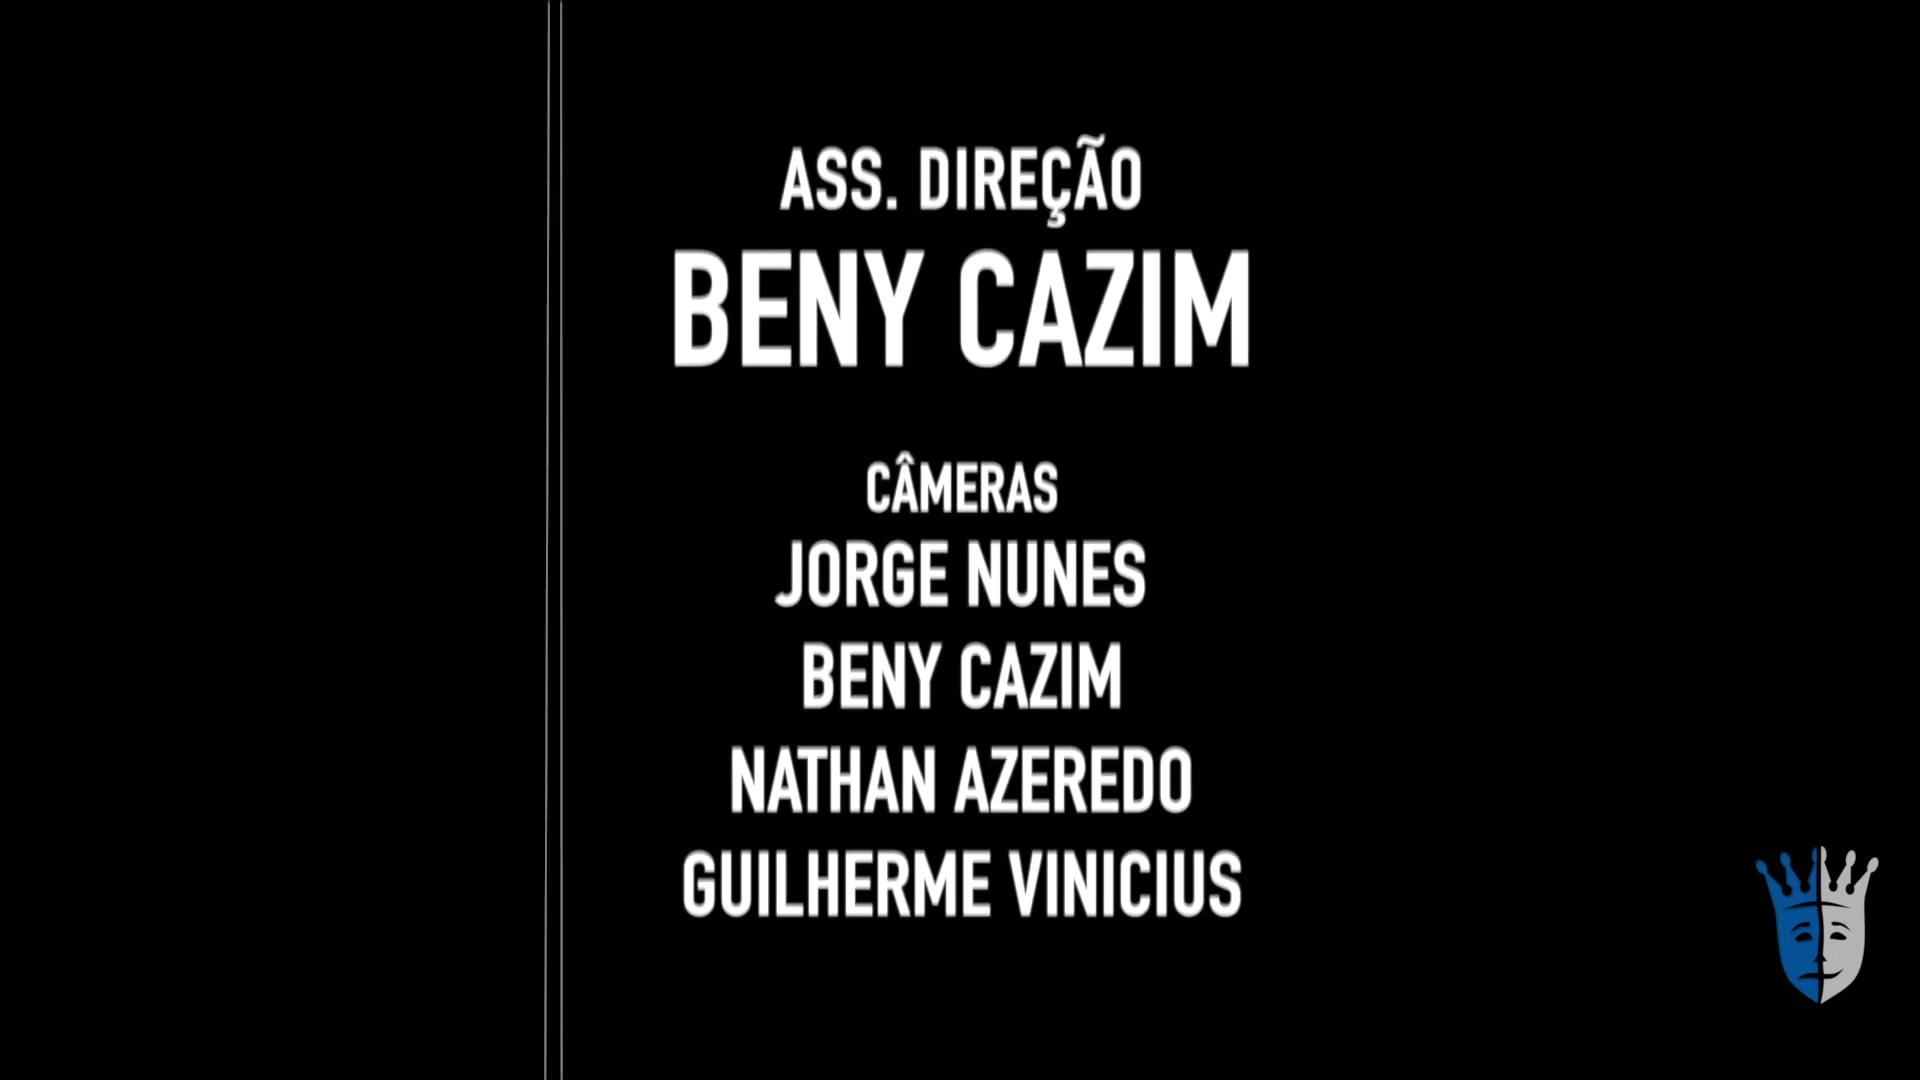 ASS. DIREÇÃO
BENY CAZIM
CÂMERAS
JORGE NUNES
BENY CAZIM
NATHAN AZEREDO
GUILHERME VINICIUS